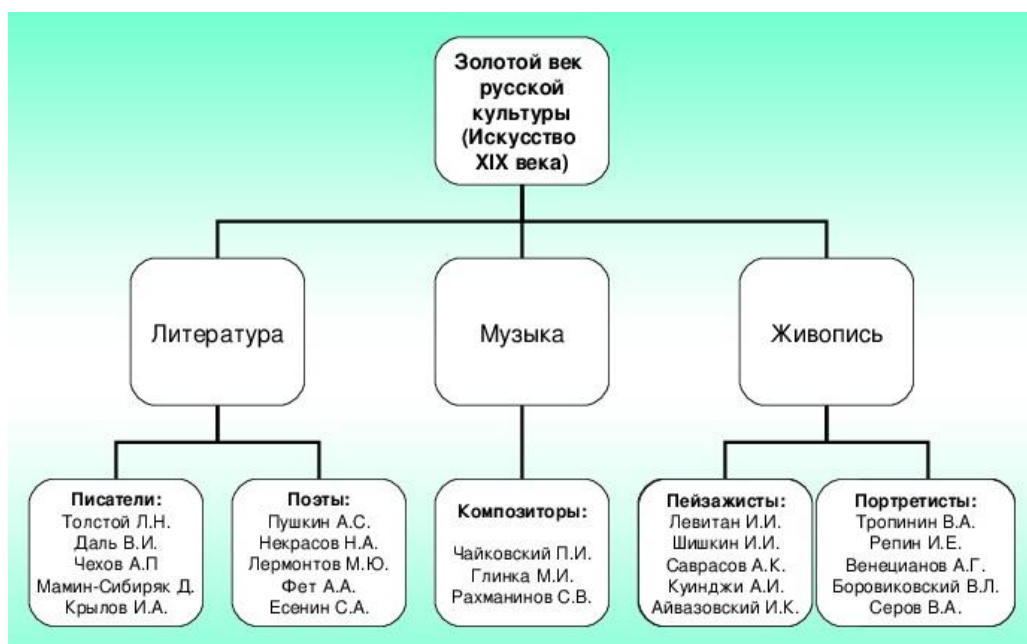 Золотой век
русской
культуры
(Искусство
XIX века)
Литература
Музыка
Живопись
Писатели:
Толстой Л.Н.
Даль В.И.
Чехов А.П
Мамин-Сибиряк Д.
Крылов И.А.
Поэты:
Пушкин А.С.
Некрасов Н.А.
Лермонтов М.Ю.
Фет А.А.
Есенин С.А.
Композиторы:
Чайковский П.И.
Глинка М.И.
Рахманинов С.В.
Пейзажисты:
Левитан И.И.
Шишкин И.И.
Саврасов А.К.
Куинджи А.И.
Айвазовский И.К.
Портретисты:
Тропинин В.А.
Репин И.Е.
Венецианов А.Г.
Боровиковский В.Л.
Серов В.А.